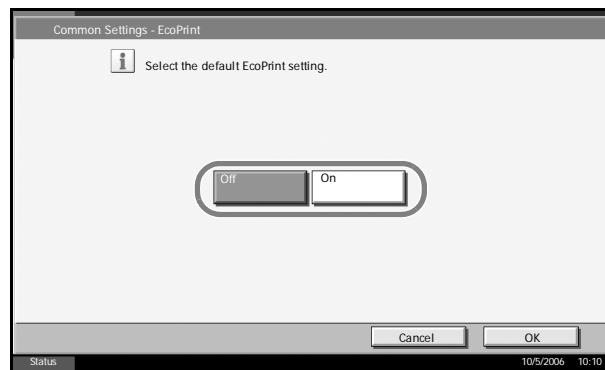 Common Settings - EcoPrint
Select the default EcoPrint setting.
Off On
Cancel OK
Status 10/5/2006 10:10